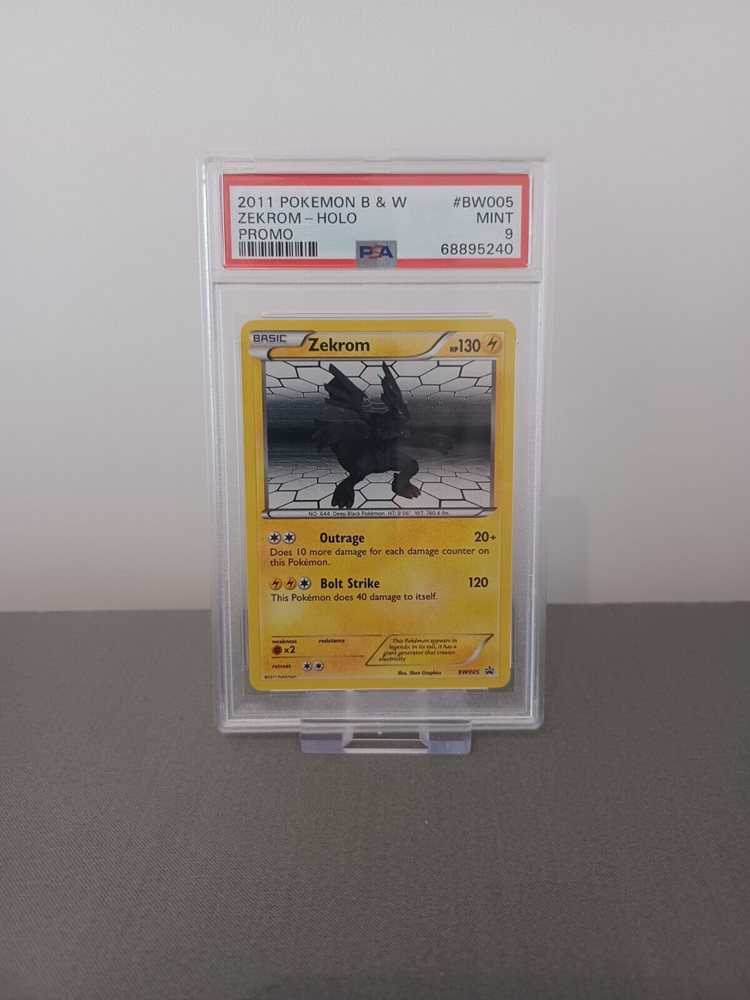 2011 POKEMON B & W #BW005
ZEKROM – HOLO MINT
PROMO 9
PSA 68895240
BASIC Zekrom HP130
NO. 644 Deep Black Pokémon HT: 9'06" WT: 760.6 lbs.
Outrage 20+
Does 10 more damage for each damage counter on
this Pokémon.
Bolt Strike 120
This Pokémon does 40 damage to itself.
weakness resistance
×2
This Pokémon appears in
legends. In its tail, it has a
giant generator that creates
electricity.
retreat
Illus. 5ban Graphics BW005
©2011 Pokémon